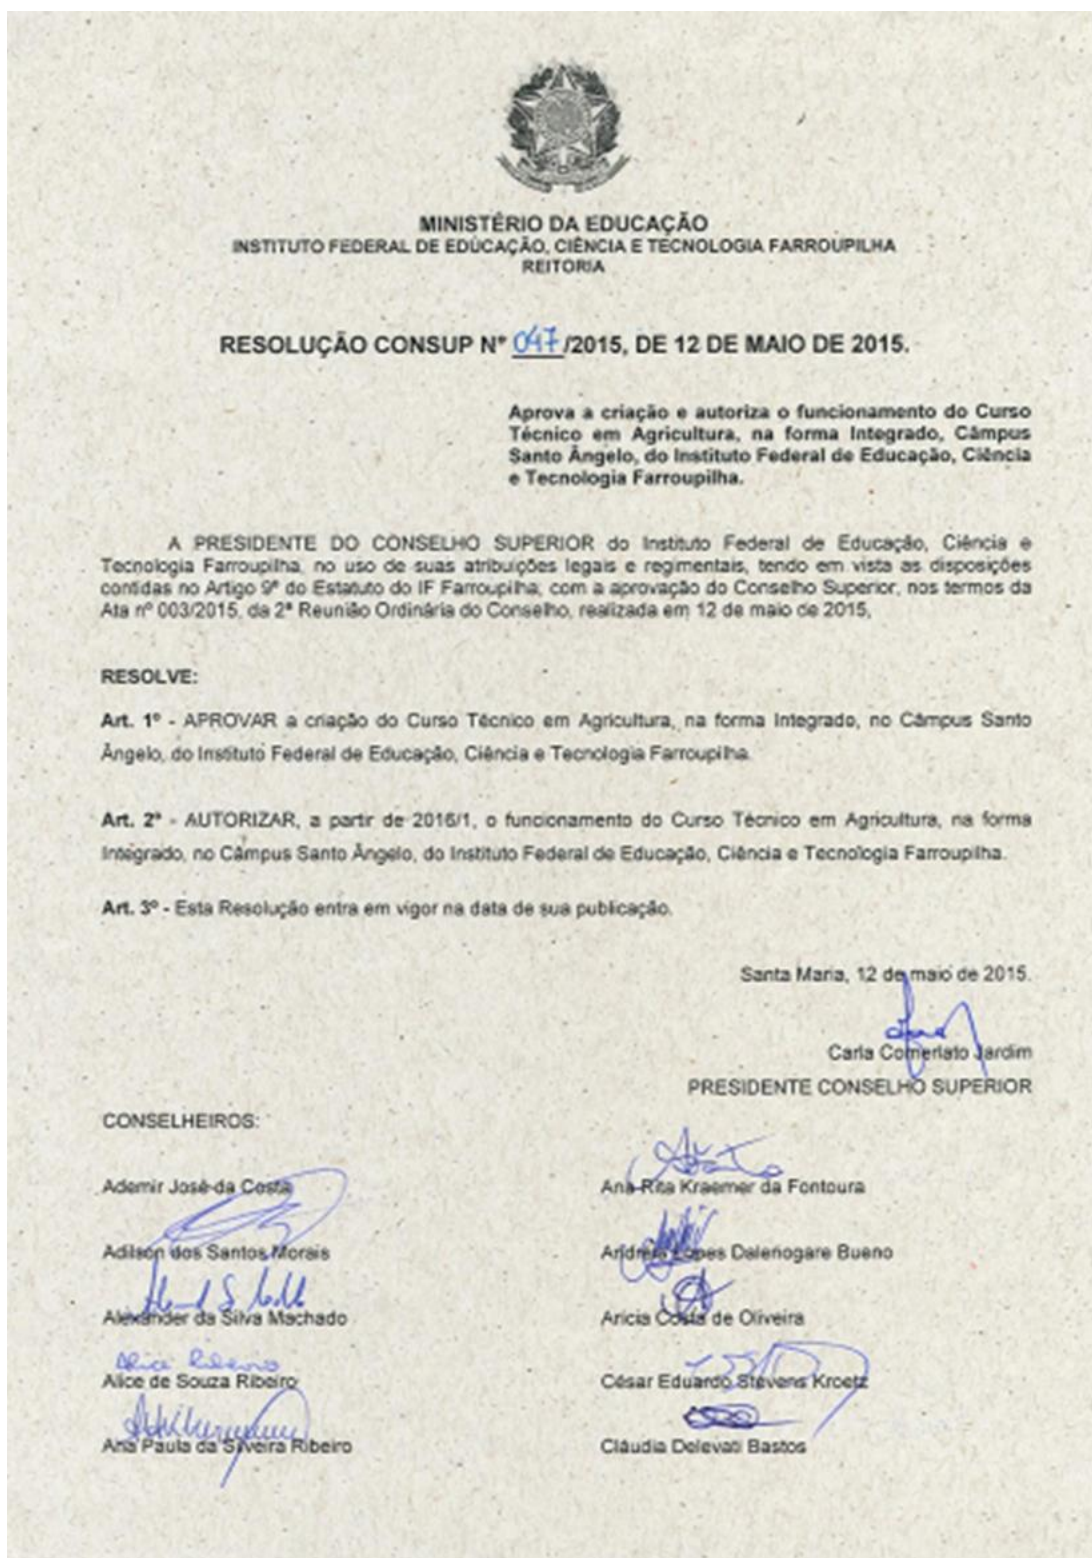 MINISTÉRIO DA EDUCAÇÃO
INSTITUTO FEDERAL DE EDUCAÇÃO, CIÊNCIA E TECNOLOGIA FARROUPILHA
REITORIA
RESOLUÇÃO CONSUP Nº 047/2015, DE 12 DE MAIO DE 2015.
Aprova a criação e autoriza o funcionamento do Curso
Técnico em Agricultura, na forma Integrado, Câmpus
Santo Ângelo, do Instituto Federal de Educação, Ciência
e Tecnologia Farroupilha.
A PRESIDENTE DO CONSELHO SUPERIOR do Instituto Federal de Educação, Ciência e
Tecnologia Farroupilha, no uso de suas atribuições legais e regimentais, tendo em vista as disposições
contidas no Artigo 9º do Estatuto do IF Farroupilha, com a aprovação do Conselho Superior, nos termos da
Ata nº 003/2015, da 2ª Reunião Ordinária do Conselho, realizada em 12 de maio de 2015,
RESOLVE:
Art. 1º - APROVAR a criação do Curso Técnico em Agricultura, na forma Integrado, no Câmpus Santo
Ângelo, do Instituto Federal de Educação, Ciência e Tecnologia Farroupilha.
Art. 2º - AUTORIZAR, a partir de 2016/1, o funcionamento do Curso Técnico em Agricultura, na forma
Integrado, no Câmpus Santo Ângelo, do Instituto Federal de Educação, Ciência e Tecnologia Farroupilha.
Art. 3º - Esta Resolução entra em vigor na data de sua publicação.
Santa Maria, 12 de maio de 2015.
Carla Comerlato Jardim
PRESIDENTE CONSELHO SUPERIOR
CONSELHEIROS:
Ademir José da Costa
Ana Rita Kraemer da Fontoura
Adilson dos Santos Morais
Andréia Lopes Dalenogare Bueno
Alexander da Silva Machado
Aricia Costa de Oliveira
Alice Ribeiro
Alice de Souza Ribeiro
César Eduardo Stevens Kroetz
Ana Paula da Silveira Ribeiro
Cláudia Delevati Bastos